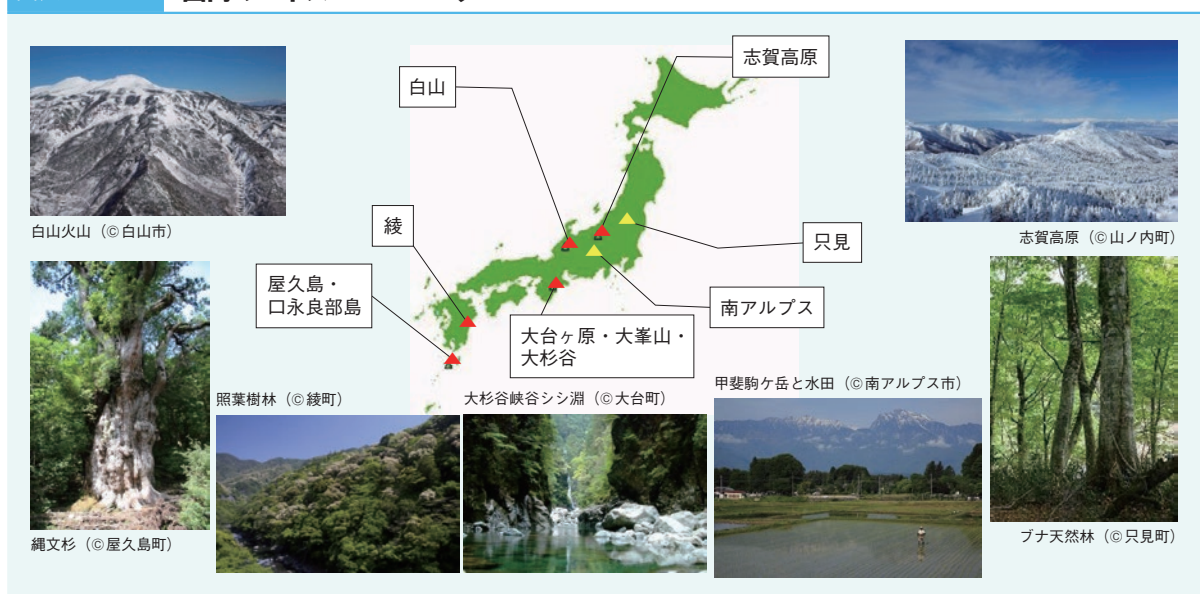 志賀高原
白山
白山火山（©白山市）
志賀高原（©山ノ内町）
綾
只見
屋久島・
口永良部島
南アルプス
大台ヶ原・大峯山・
大杉谷
甲斐駒ケ岳と水田（©南アルプス市）
照葉樹林（©綾町）
大杉谷峡谷シシ淵（©大台町）
縄文杉（©屋久島町）
ブナ天然林（©只見町）